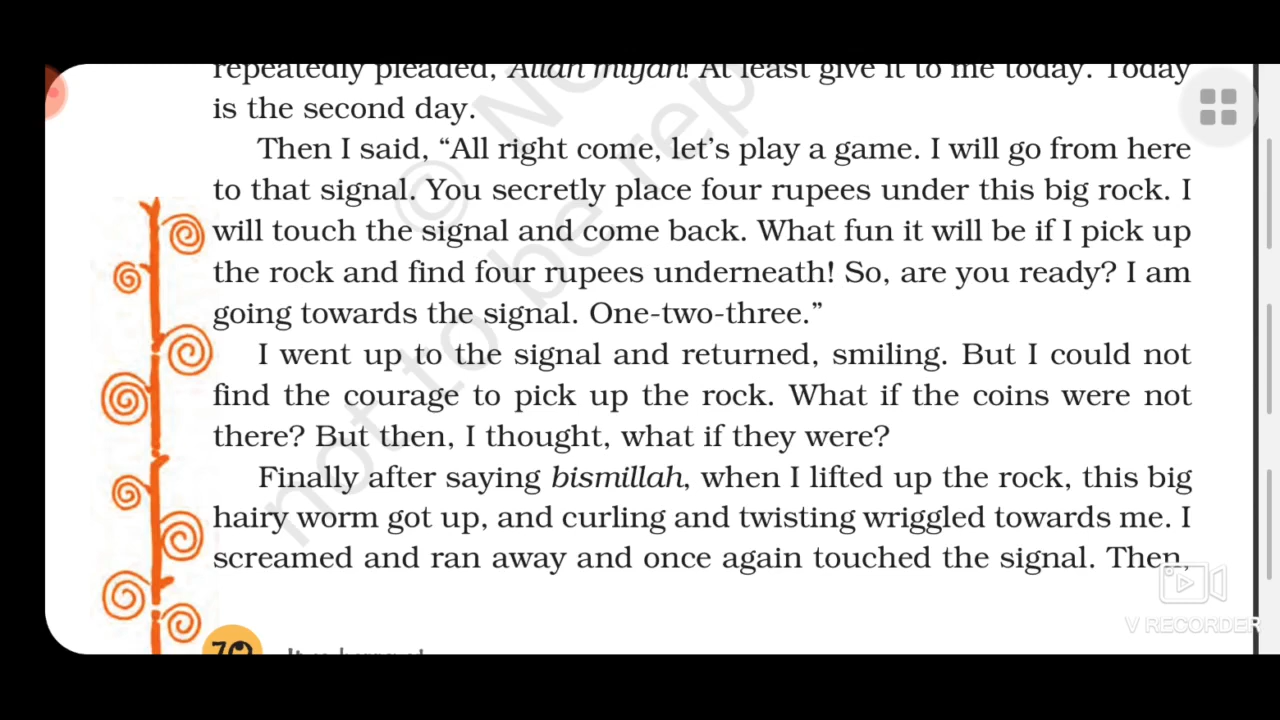 repeatedly pleaded, Allah miyan! At least give it to me today. Today
is the second day.
Then I said, “All right come, let’s play a game. I will go from here
to that signal. You secretly place four rupees under this big rock. I
will touch the signal and come back. What fun it will be if I pick up
the rock and find four rupees underneath! So, are you ready? I am
going towards the signal. One-two-three.”
I went up to the signal and returned, smiling. But I could not
find the courage to pick up the rock. What if the coins were not
there? But then, I thought, what if they were?
Finally after saying bismillah, when I lifted up the rock, this big
hairy worm got up, and curling and twisting wriggled towards me. I
screamed and ran away and once again touched the signal. Then,
© NC
not to be rep
V RECORDER